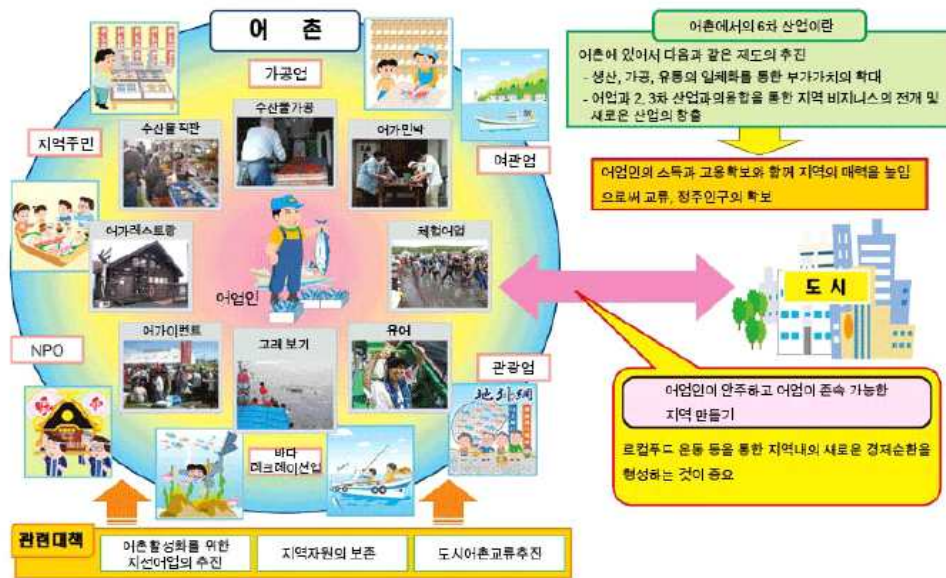 어 촌
가공업
수산물가공
수산물직판
어가민박
지역주민
여관업
어가레스토랑
체험어업
어업인
어가이벤트
고래 보기
유어
NPO
관광업
바다
레크레이션업
관련대책
어촌활성화를 위한
지선어업의 추진
지역자원의 보존
도시어촌교류추진
어촌에서의 6차 산업이란
어촌에 있어서 다음과 같은 제도의 추진
- 생산, 가공, 유통의 일체화를 통한 부가가치의 확대
- 어업과 2, 3차 산업과의융합을 통한 지역 비지니스의 전개 및
새로운 산업의 창출
어업인의 소득과 고용확보와 함께 지역의 매력을 높임
으로써 교류, 정주인구의 확보
도 시
어업인이 안주하고 어업이 존속 가능한
지역 만들기
로컬푸드 운동 등을 통한 지역내의 새로운 경제순환을
형성하는 것이 중요